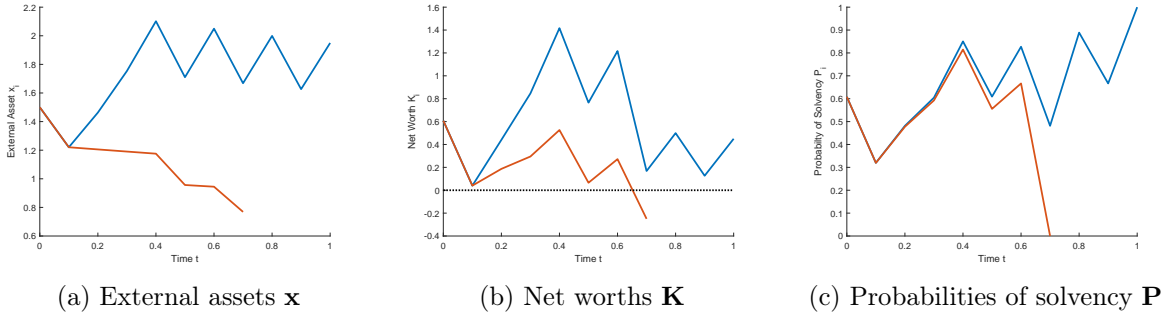 2.2
2
1.8
1.6
1.4
1.2
1
0.8
0.6
External Asset x_i
0 0.2 0.4 0.6 0.8 1
Time t
(a) External assets x
1.6
1.4
1.2
1
0.8
0.6
0.4
0.2
0
-0.2
-0.4
Net Worth K_i
0 0.2 0.4 0.6 0.8 1
Time t
(b) Net worths K
1
0.9
0.8
0.7
0.6
0.5
0.4
0.3
0.2
0.1
0
Probabilty of Solvency P_i
0 0.2 0.4 0.6 0.8 1
Time t
(c) Probabilities of solvency P